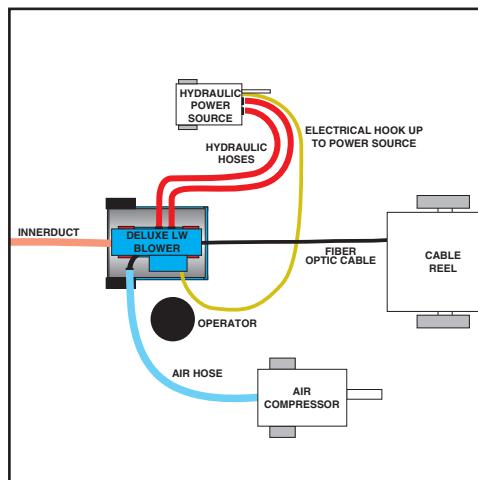 HYDRAULIC
POWER
SOURCE
ELECTRICAL HOOK UP
TO POWER SOURCE
HYDRAULIC
HOSES
INNERDUCT
DELUXE LW
BLOWER
FIBER
OPTIC CABLE
CABLE
REEL
OPERATOR
AIR HOSE
AIR
COMPRESSOR